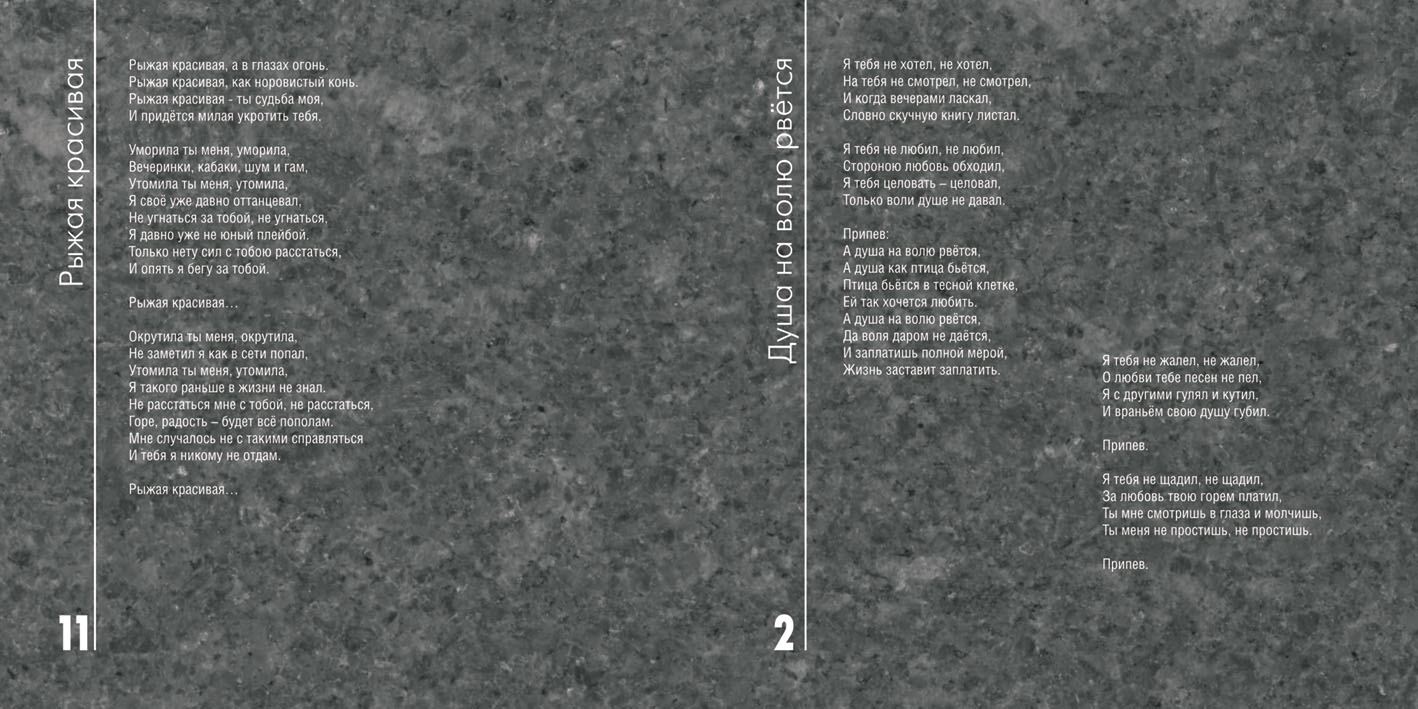 Рыжая красивая
Рыжая красивая, а в глазах огонь.
Рыжая красивая, как норовистый конь.
Рыжая красивая - ты судьба моя,
И придётся милая укротить тебя.
Уморила ты меня, уморила,
Вечеринки, кабаки, шум и гам,
Утомила ты меня, утомила,
Я своё уже давно оттанцевал,
Не угнаться за тобой, не угнаться,
Я давно уже не юный плейбой.
Только нету сил с тобою расстаться,
И опять я бегу за тобой.
Рыжая красивая…
Окрутила ты меня, окрутила,
Не заметил я как в сети попал,
Утомила ты меня, утомила,
Я такого раньше в жизни не знал.
Не расстаться мне с тобой, не расстаться,
Горе, радость – будет всё пополам.
Мне случалось не с такими справляться
И тебя я никому не отдам.
Рыжая красивая…
11
Душа на волю рвётся
Я тебя не хотел, не хотел,
На тебя не смотрел, не смотрел,
И когда вечерами ласкал,
Словно скучную книгу листал.
Я тебя не любил, не любил,
Стороною любовь обходил,
Я тебя целовать – целовал,
Только воли душе не давал.
Припев:
А душа на волю рвётся,
А душа как птица бьётся,
Птица бьётся в тесной клетке,
Ей так хочется любить.
А душа на волю рвётся,
Да воля даром не даётся,
И заплатишь полной мерой,
Жизнь заставит заплатить.
Я тебя не жалел, не жалел,
О любви тебе песен не пел,
Я с другими гулял и кутил,
И враньём свою душу губил.
Припев.
Я тебя не щадил, не щадил,
За любовь твою горем платил,
Ты мне смотришь в глаза и молчишь,
Ты меня не простишь, не простишь.
Припев.
2